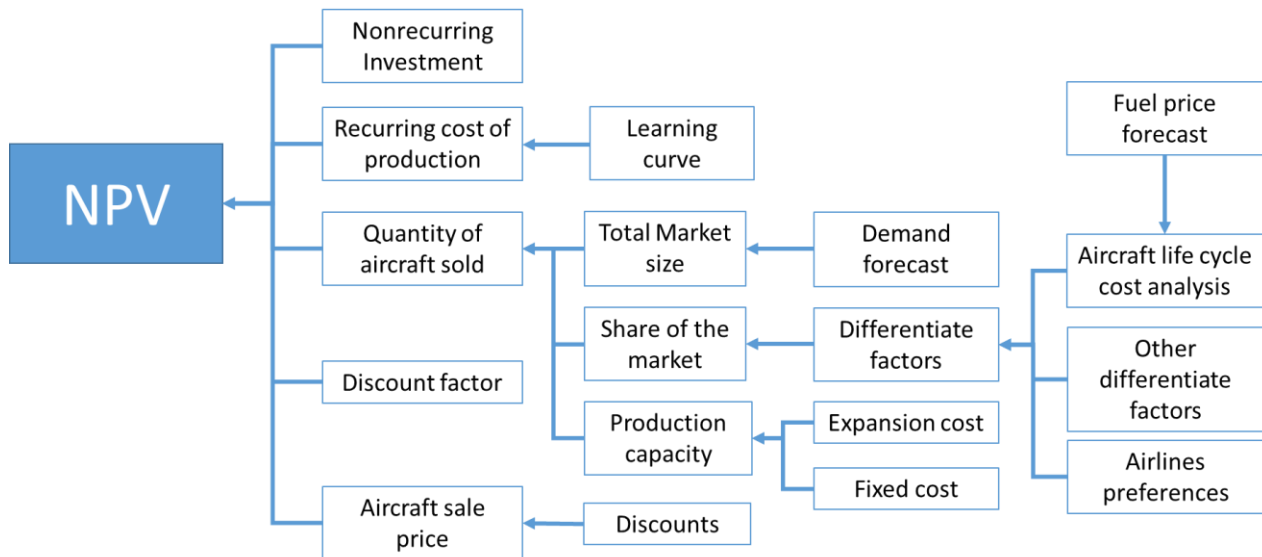 NPV
Nonrecurring
Investment
Recurring cost of
production
Quantity of
aircraft sold
Discount factor
Aircraft sale
price
Learning
curve
Total Market
size
Share of the
market
Production
capacity
Discounts
Demand
forecast
Differentiate
factors
Expansion cost
Fixed cost
Fuel price
forecast
Aircraft life cycle
cost analysis
Other
differentiate
factors
Airlines
preferences